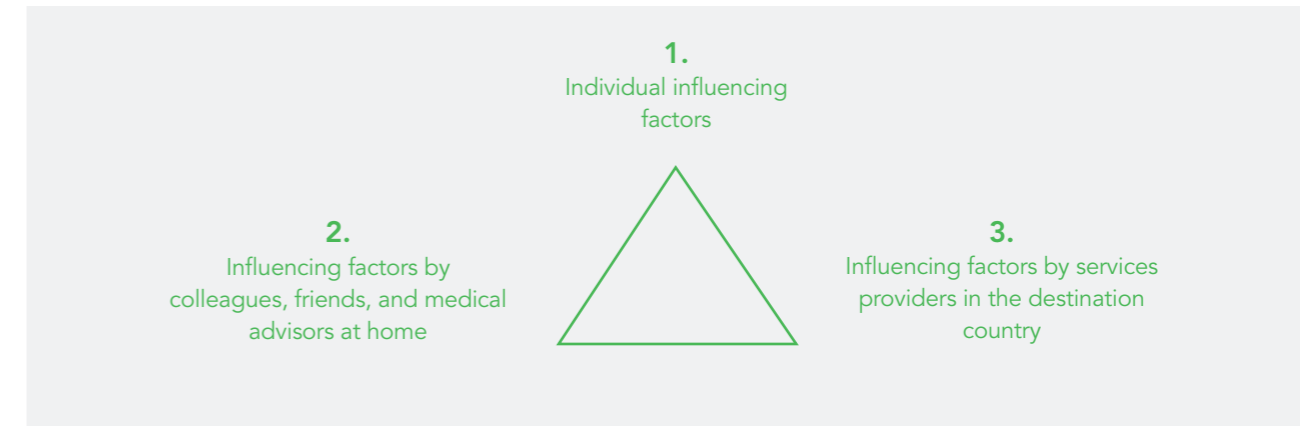 1.
Individual influencing
factors
2.
Influencing factors by
colleagues, friends, and medical
advisors at home
3.
Influencing factors by services
providers in the destination
country